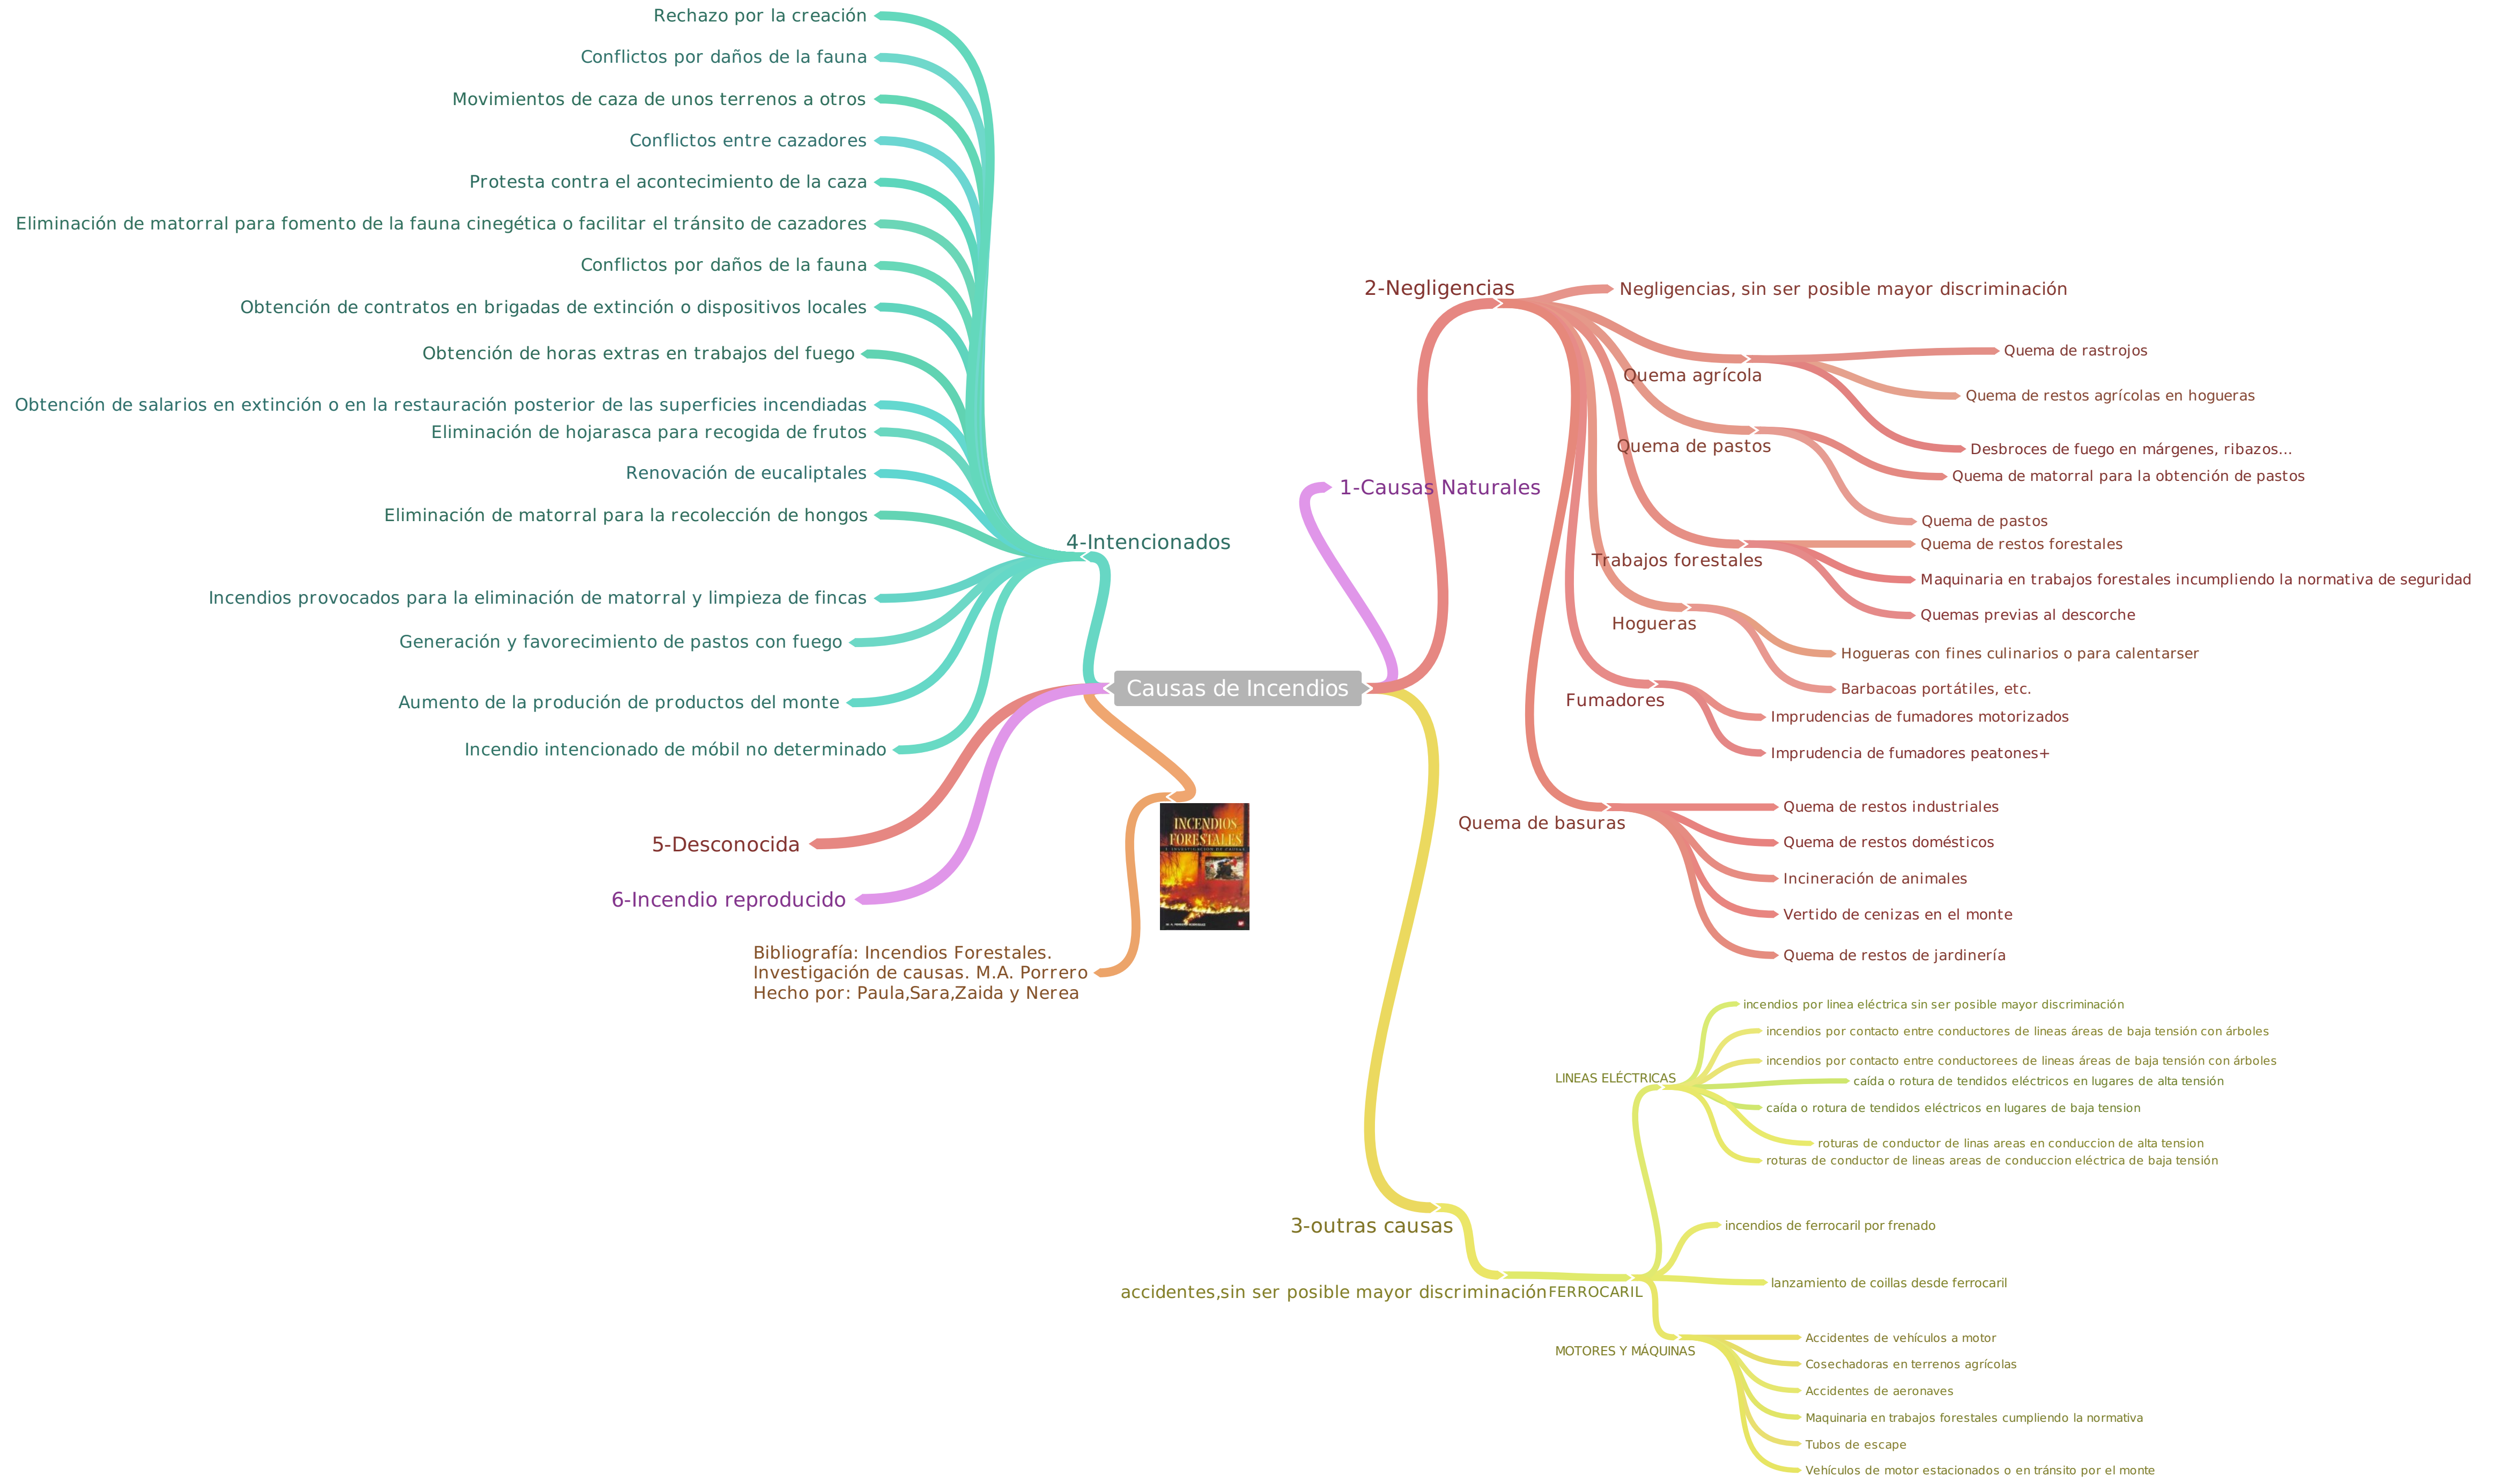 Rechazo por la creación
Conflictos por daños de la fauna
Movimientos de caza de unos terrenos a otros
Conflictos entre cazadores
Protesta contra el acontecimiento de la caza
Eliminación de matorral para fomento de la fauna cinegética o facilitar el tránsito de cazadores
Conflictos por daños de la fauna
Obtención de contratos en brigadas de extinción o dispositivos locales
Obtención de horas extras en trabajos del fuego
Obtención de salarios en extinción o en la restauración posterior de las superficies incendiadas
Eliminación de hojarasca para recogida de frutos
Renovación de eucaliptales
Eliminación de matorral para la recolección de hongos
4-Intencionados
Incendios provocados para la eliminación de matorral y limpieza de fincas
Generación y favorecimiento de pastos con fuego
Aumento de la produción de productos del monte
Incendio intencionado de móbil no determinado
5-Desconocida
6-Incendio reproducido
Bibliografía: Incendios Forestales.
Investigación de causas. M.A. Porrero
Hecho por: Paula,Sara,Zaida y Nerea
INCENDIOS
FORESTALES
Causas de Incendios
1-Causas Naturales
2-Negligencias
Negligencias, sin ser posible mayor discriminación
Quema agrícola
Quema de rastrojos
Quema de restos agrícolas en hogueras
Desbroces de fuego en márgenes, ribazos...
Quema de pastos
Quema de matorral para la obtención de pastos
Quema de pastos
Trabajos forestales
Quema de restos forestales
Maquinaria en trabajos forestales incumpliendo la normativa de seguridad
Quemas previas al descorche
Hogueras
Hogueras con fines culinarios o para calentarser
Barbacoas portátiles, etc.
Fumadores
Imprudencias de fumadores motorizados
Imprudencia de fumadores peatones+
Quema de basuras
Quema de restos industriales
Quema de restos domésticos
Incineración de animales
Vertido de cenizas en el monte
Quema de restos de jardinería
3-outras causas
accidentes,sin ser posible mayor discriminación
FERROCARIL
LINEAS ELÉCTRICAS
incendios por linea eléctrica sin ser posible mayor discriminación
incendios por contacto entre conductores de lineas áreas de baja tensión con árboles
incendios por contacto entre conductorees de lineas áreas de baja tensión con árboles
caída o rotura de tendidos eléctricos en lugares de alta tensión
caída o rotura de tendidos eléctricos en lugares de baja tension
roturas de conductor de linas areas en conduccion de alta tension
roturas de conductor de lineas areas de conduccion eléctrica de baja tensión
incendios de ferrocaril por frenado
lanzamiento de coillas desde ferrocaril
MOTORES Y MÁQUINAS
Accidentes de vehículos a motor
Cosechadoras en terrenos agrícolas
Accidentes de aeronaves
Maquinaria en trabajos forestales cumpliendo la normativa
Tubos de escape
Vehículos de motor estacionados o en tránsito por el monte